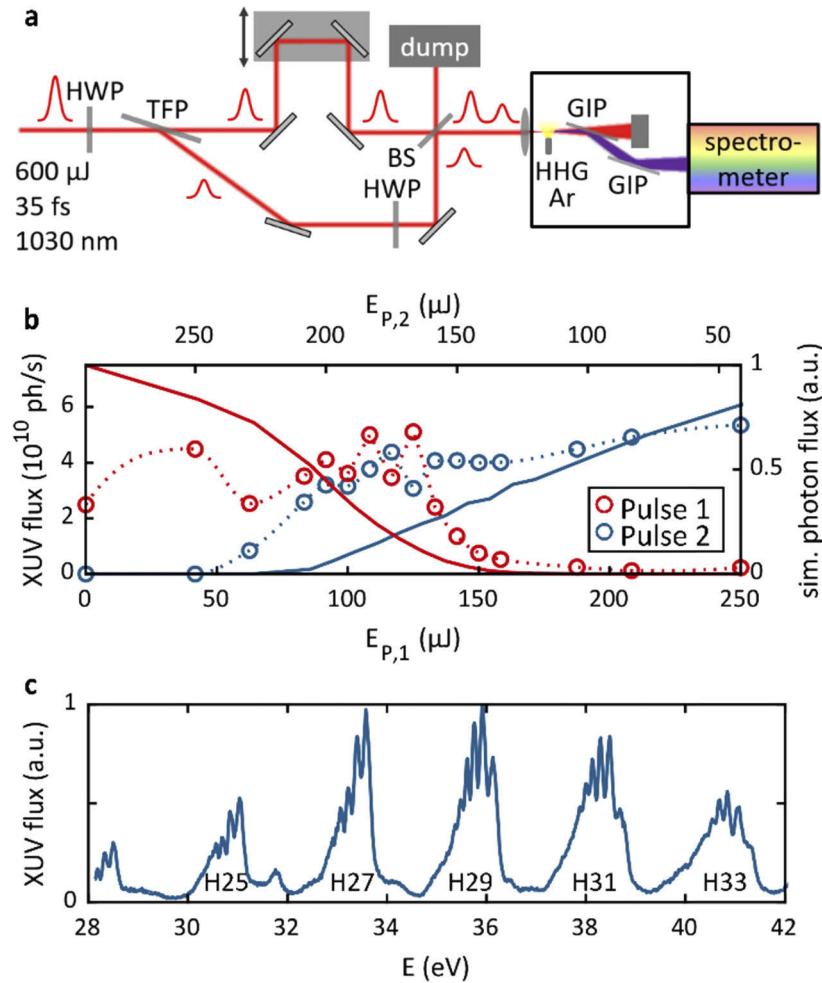 a
dump
HWP
TFP
BS
HWP
600 µJ
35 fs
1030 nm
GIP
HHG
Ar
GIP
spectro-
meter
b
E_P,2 (µJ)
250 200 150 100 50
XUV flux (10^10 ph/s)
6
4
2
0
1
0.5
0
sim. photon flux (a.u.)
Pulse 1
Pulse 2
0 50 100 150 200 250
E_P,1 (µJ)
c
XUV flux (a.u.)
1
0.5
0
H25 H27 H29 H31 H33
28 30 32 34 36 38 40 42
E (eV)